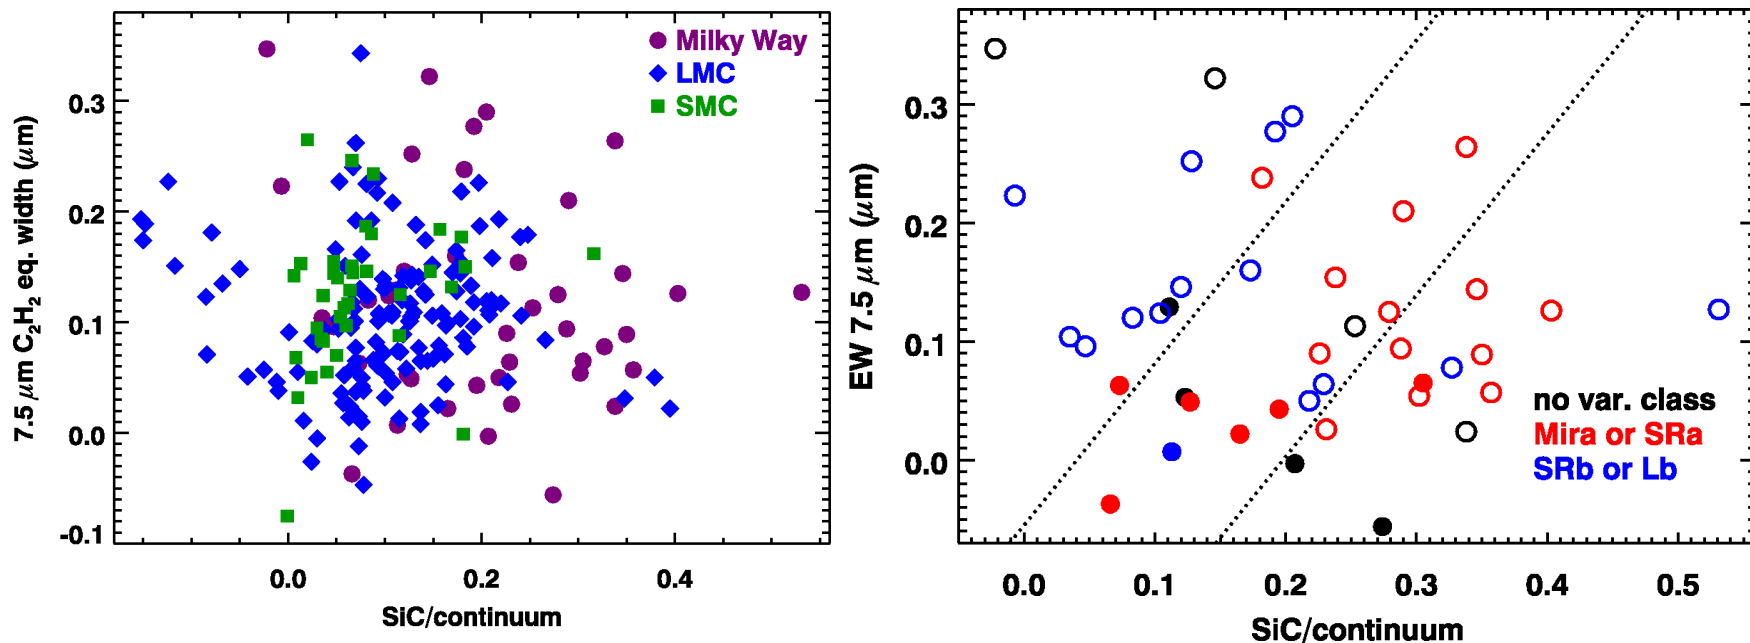 7.5 μm C₂H₂ eq. width (μm)
0.3
0.2
0.1
0.0
-0.1
Milky Way
LMC
SMC
0.0 0.2 0.4
SiC/continuum
EW 7.5 μm (μm)
0.3
0.2
0.1
0.0
no var. class
Mira or SRa
SRb or Lb
0.0 0.1 0.2 0.3 0.4 0.5
SiC/continuum